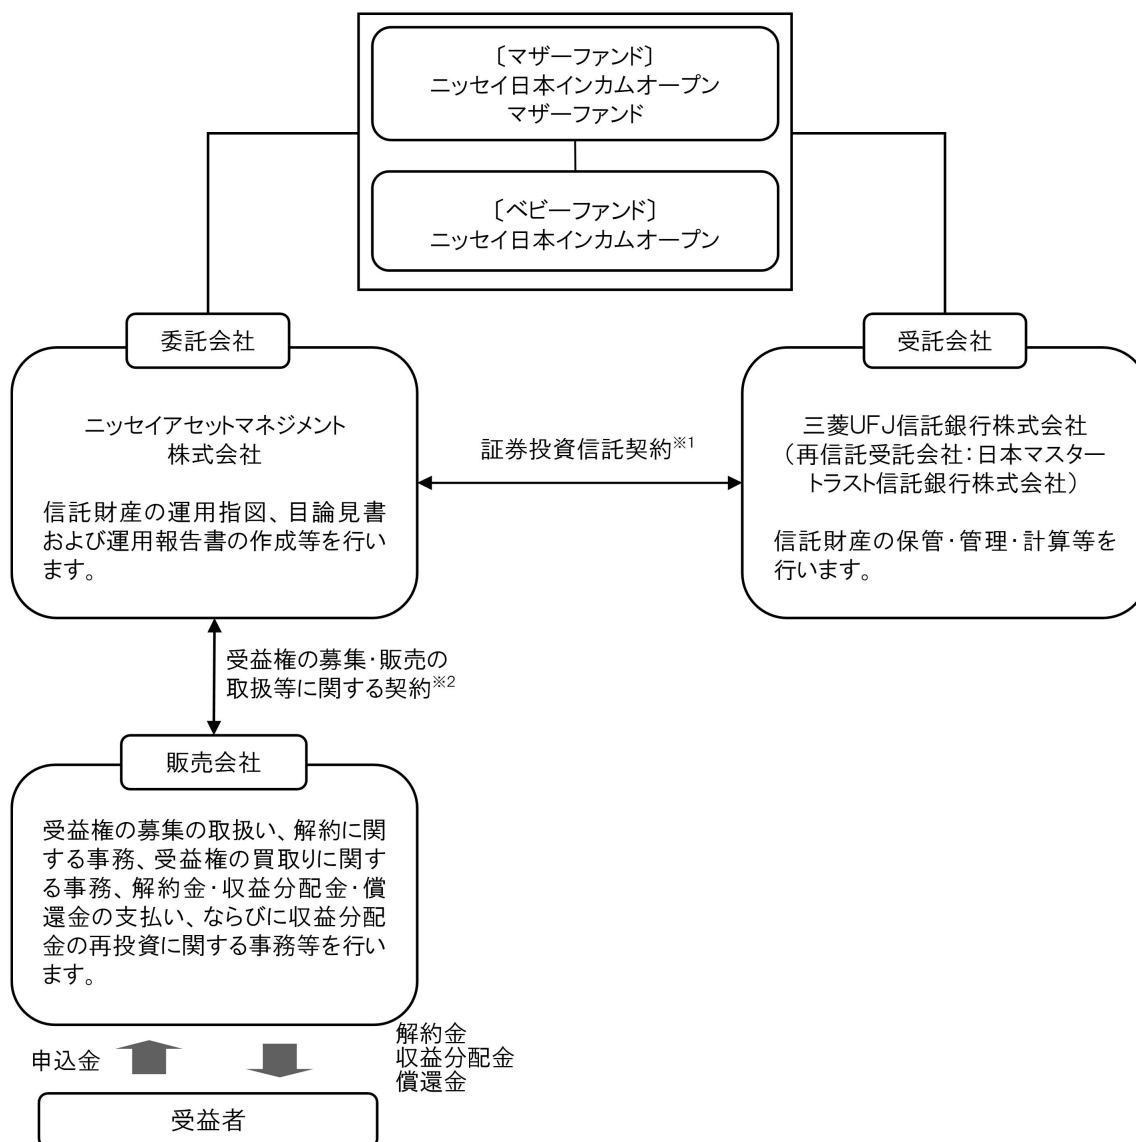 〔マザーファンド〕
ニッセイ日本インカムオープン
マザーファンド
〔ベビーファンド〕
ニッセイ日本インカムオープン
委託会社
ニッセイアセットマネジメント
株式会社
信託財産の運用指図、目論見書
および運用報告書の作成等を行い
ます。
証券投資信託契約※1
受託会社
三菱UFJ信託銀行株式会社
（再信託受託会社：日本マスター
トラスト信託銀行株式会社）
信託財産の保管・管理・計算等を
行います。
受益権の募集・販売の
取扱等に関する契約※2
販売会社
受益権の募集の取扱い、解約に関
する事務、受益権の買取りに関す
る事務、解約金・収益分配金・償
還金の支払い、ならびに収益分配
金の再投資に関する事務等を行い
ます。
申込金
解約金
収益分配金
償還金
受益者